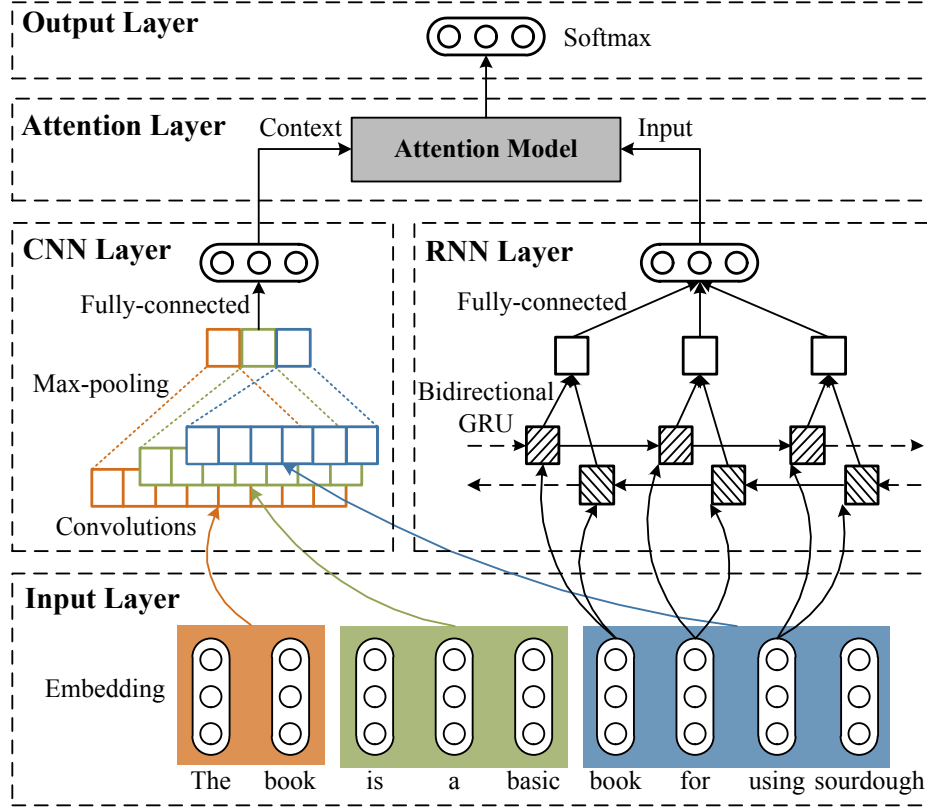 Output Layer
Softmax
Attention Layer
Context
Attention Model
Input
CNN Layer
Fully-connected
Max-pooling
Convolutions
RNN Layer
Fully-connected
Bidirectional
GRU
Input Layer
Embedding
The book is a basic book for using sourdough